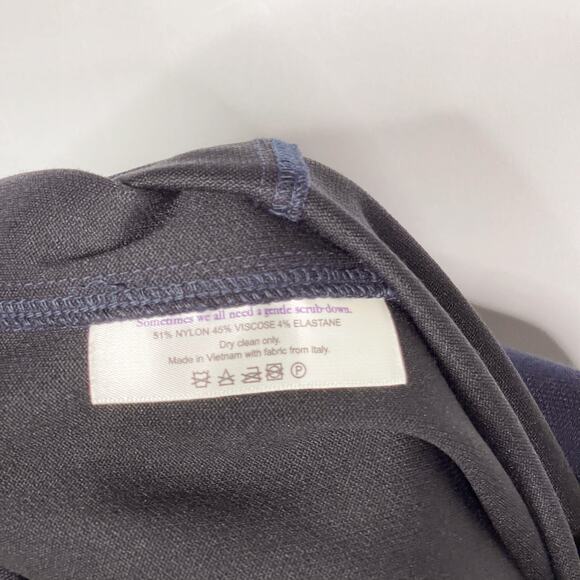 Sometimes we all need a gentle scrub-down.
51% NYLON 45% VISCOSE 4% ELASTANE
Dry clean only.
Made in Vietnam with fabric from Italy.
P